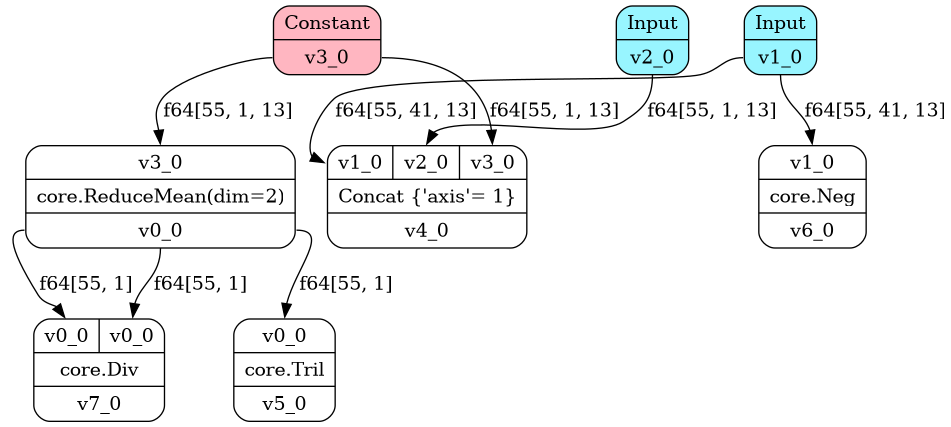 Constant
v3_0
Input
v2_0
Input
v1_0
f64[55, 1, 13]
f64[55, 41, 13]
f64[55, 1, 13]
f64[55, 1, 13]
f64[55, 41, 13]
v3_0
core.ReduceMean(dim=2)
v0_0
v1_0 v2_0 v3_0
Concat {'axis'= 1}
v4_0
v1_0
core.Neg
v6_0
f64[55, 1]
f64[55, 1]
f64[55, 1]
v0_0 v0_0
core.Div
v7_0
v0_0
core.Tril
v5_0